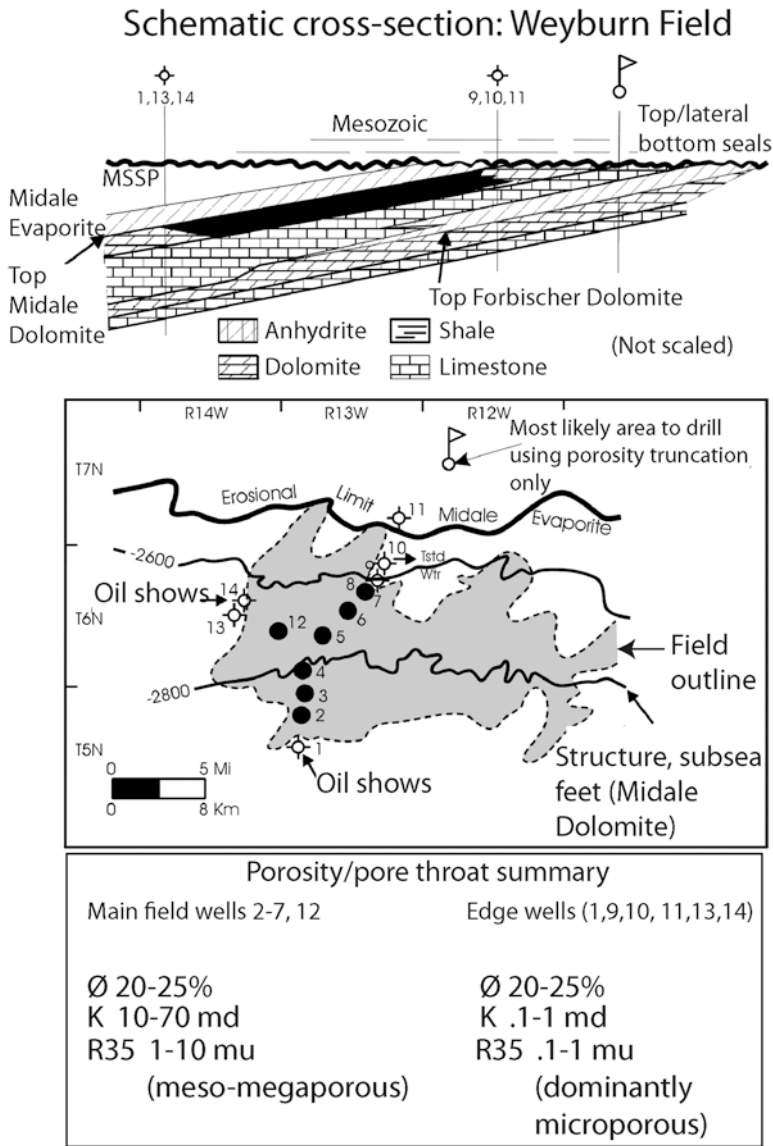 Schematic cross-section: Weyburn Field
1,13,14
9,10,11
Mesozoic
Top/lateral
bottom seals
MSSP
Midale
Evaporite
Top
Midale
Dolomite
Top Forbischer Dolomite
Anhydrite
Shale
Dolomite
Limestone
(Not scaled)
R14W
R13W
R12W
Most likely area to drill
using porosity truncation
only
T7N
Erosional Limit Midale Evaporite
11
-2600
10
Tstd
Wtr
9
8
7
Oil shows
14
13
T6N
12
6
5
4
Field
outline
-2800
3
2
T5N
1
Oil shows
0 5 Mi
0 8 Km
Structure, subsea
feet (Midale
Dolomite)
Porosity/pore throat summary
Main field wells 2-7, 12
Ø 20-25%
K 10-70 md
R35 1-10 mu
(meso-megaporous)
Edge wells (1,9,10, 11,13,14)
Ø 20-25%
K .1-1 md
R35 .1-1 mu
(dominantly
microporous)